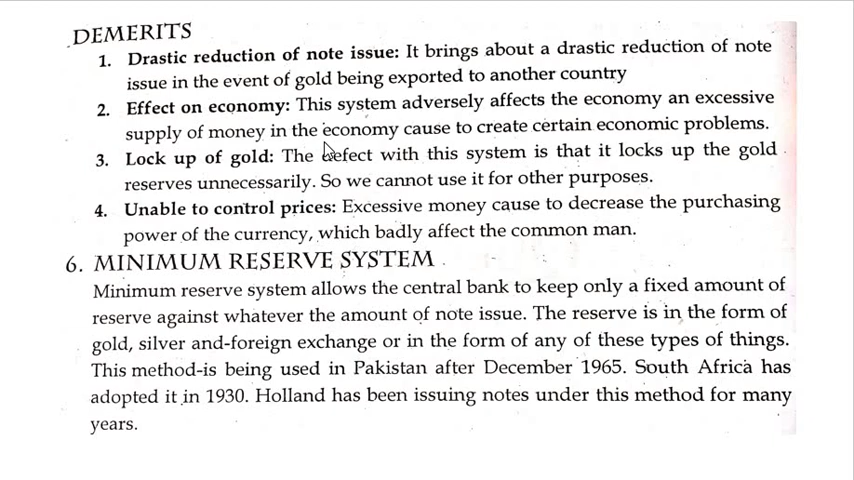 DEMERITS
1. Drastic reduction of note issue: It brings about a drastic reduction of note
issue in the event of gold being exported to another country
2. Effect on economy: This system adversely affects the economy an excessive
supply of money in the economy cause to create certain economic problems.
3. Lock up of gold: The defect with this system is that it locks up the gold
reserves unnecessarily. So we cannot use it for other purposes.
4. Unable to control prices: Excessive money cause to decrease the purchasing
power of the currency, which badly affect the common man.
6. MINIMUM RESERVE SYSTEM
Minimum reserve system allows the central bank to keep only a fixed amount of
reserve against whatever the amount of note issue. The reserve is in the form of
gold, silver and-foreign exchange or in the form of any of these types of things.
This method-is being used in Pakistan after December 1965. South Africa has
adopted it in 1930. Holland has been issuing notes under this method for many
years.